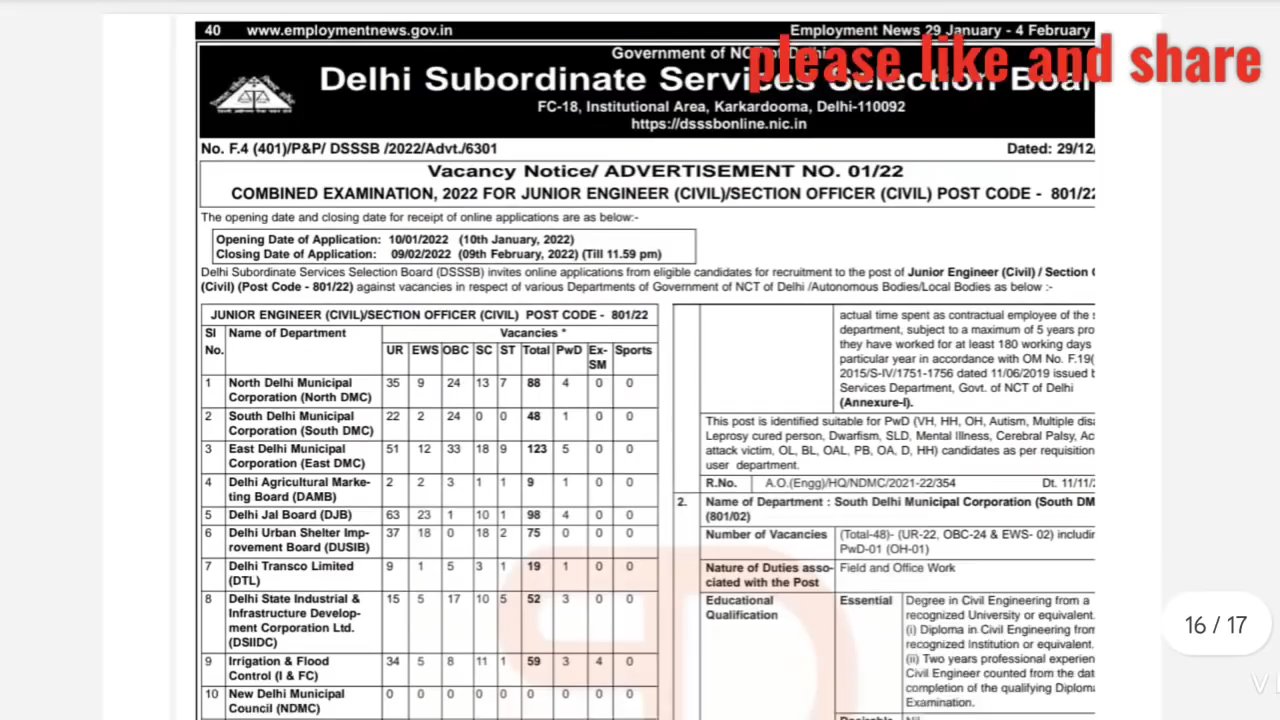 40 www.employmentnews.gov.in Employment News 29 January - 4 February
please like and share
Government of NCT of Delhi
Delhi Subordinate Services Selection Boar
FC-18, Institutional Area, Karkardooma, Delhi-110092
https://dsssbonline.nic.in
No. F.4 (401)/P&P/ DSSSB /2022/Advt./6301 Dated: 29/12/
Vacancy Notice/ ADVERTISEMENT NO. 01/22
COMBINED EXAMINATION, 2022 FOR JUNIOR ENGINEER (CIVIL)/SECTION OFFICER (CIVIL) POST CODE - 801/22
The opening date and closing date for receipt of online applications are as below:-
Opening Date of Application: 10/01/2022 (10th January, 2022)
Closing Date of Application: 09/02/2022 (09th February, 2022) (Till 11.59 pm)
Delhi Subordinate Services Selection Board (DSSSB) invites online applications from eligible candidates for recruitment to the post of Junior Engineer (Civil) / Section
(Civil) (Post Code - 801/22) against vacancies in respect of various Departments of Government of NCT of Delhi /Autonomous Bodies/Local Bodies as below :-
JUNIOR ENGINEER (CIVIL)/SECTION OFFICER (CIVIL) POST CODE - 801/22
Sl Name of Department Vacancies *
No. UR EWS OBC SC ST Total PwD Ex- Sports
SM
1 North Delhi Municipal 35 9 24 13 7 88 4 0 0
Corporation (North DMC)
2 South Delhi Municipal 22 2 24 0 0 48 1 0 0
Corporation (South DMC)
3 East Delhi Municipal 51 12 33 18 9 123 5 0 0
Corporation (East DMC)
4 Delhi Agricultural Marke- 2 2 3 1 1 9 1 0 0
ting Board (DAMB)
5 Delhi Jal Board (DJB) 63 23 1 10 1 98 4 0 0
6 Delhi Urban Shelter Imp- 37 18 0 18 2 75 0 0 0
rovement Board (DUSIB)
7 Delhi Transco Limited 9 1 5 3 1 19 1 0 0
(DTL)
8 Delhi State Industrial & 15 5 17 10 5 52 3 0 0
Infrastructure Develop-
ment Corporation Ltd.
(DSIIDC)
9 Irrigation & Flood 34 5 8 11 1 59 3 4 0
Control (I & FC)
10 New Delhi Municipal 0 0 0 0 0 0 0 0 0
Council (NDMC)
actual time spent as contractual employee of the
department, subject to a maximum of 5 years pro
they have worked for at least 180 working days
particular year in accordance with OM No. F.19(
2015/S-IV/1751-1756 dated 11/06/2019 issued b
Services Department, Govt. of NCT of Delhi
(Annexure-I).
This post is identified suitable for PwD (VH, HH, OH, Autism, Multiple disa
Leprosy cured person, Dwarfism, SLD, Mental Illness, Cerebral Palsy, Ac
attack victim, OL, BL, OAL, PB, OA, D, HH) candidates as per requisition
user department.
R.No. A.O.(Engg)/HQ/NDMC/2021-22/354 Dt. 11/11/2
2. Name of Department : South Delhi Municipal Corporation (South DM
(801/02)
Number of Vacancies (Total-48)- (UR-22, OBC-24 & EWS- 02) includin
PwD-01 (OH-01)
Nature of Duties asso- Field and Office Work
ciated with the Post
Educational Essential Degree in Civil Engineering from a
Qualification recognized University or equivalent.
(i) Diploma in Civil Engineering from
recognized Institution or equivalent.
(ii) Two years professional experien
Civil Engineer counted from the dat
completion of the qualifying Diploma
Examination.
16 / 17